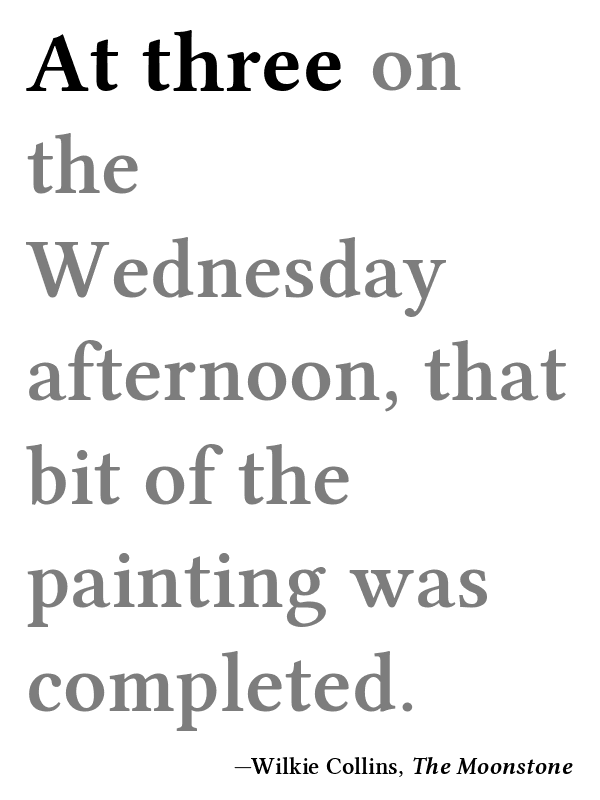 At three on
the
Wednesday
afternoon, that
bit of the
painting was
completed.
—Wilkie Collins, The Moonstone